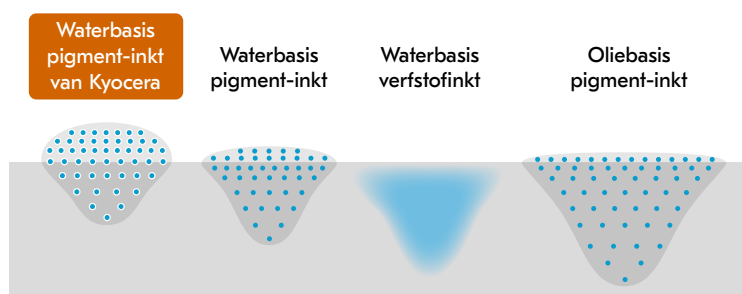 Waterbasis
pigment-inkt
van Kyocera
Waterbasis
pigment-inkt
Waterbasis
verfstofinkt
Oliebasis
pigment-inkt